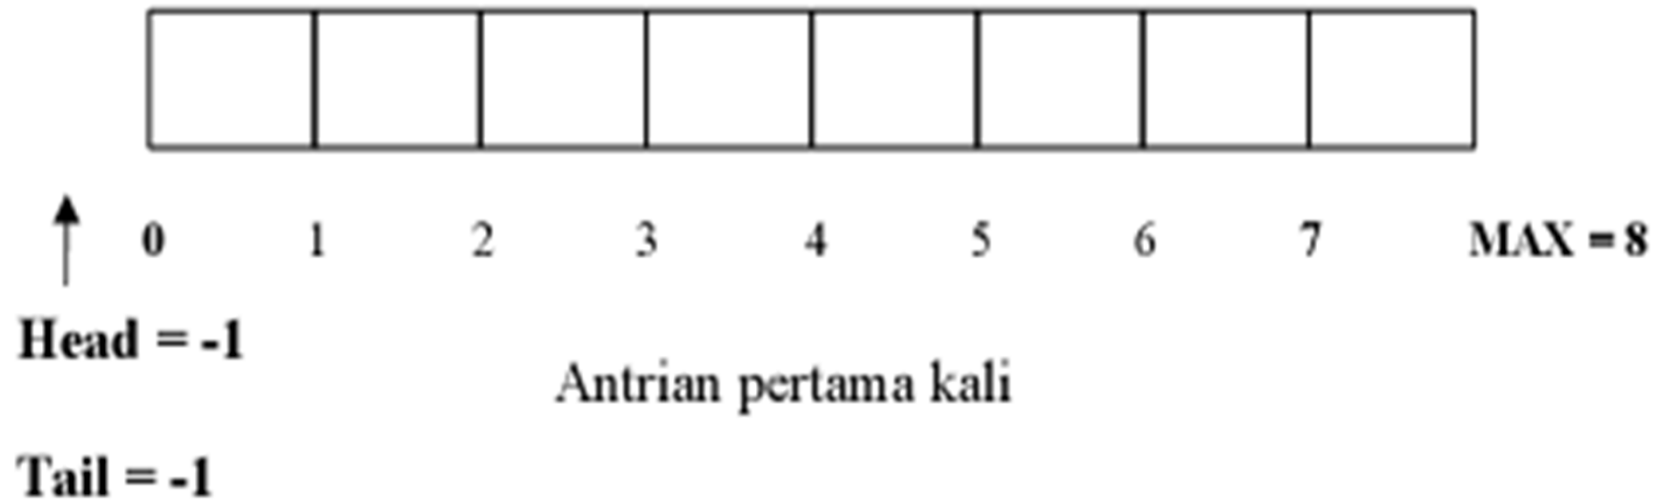 0 1 2 3 4 5 6 7 MAX = 8
Head = -1
Antrian pertama kali
Tail = -1